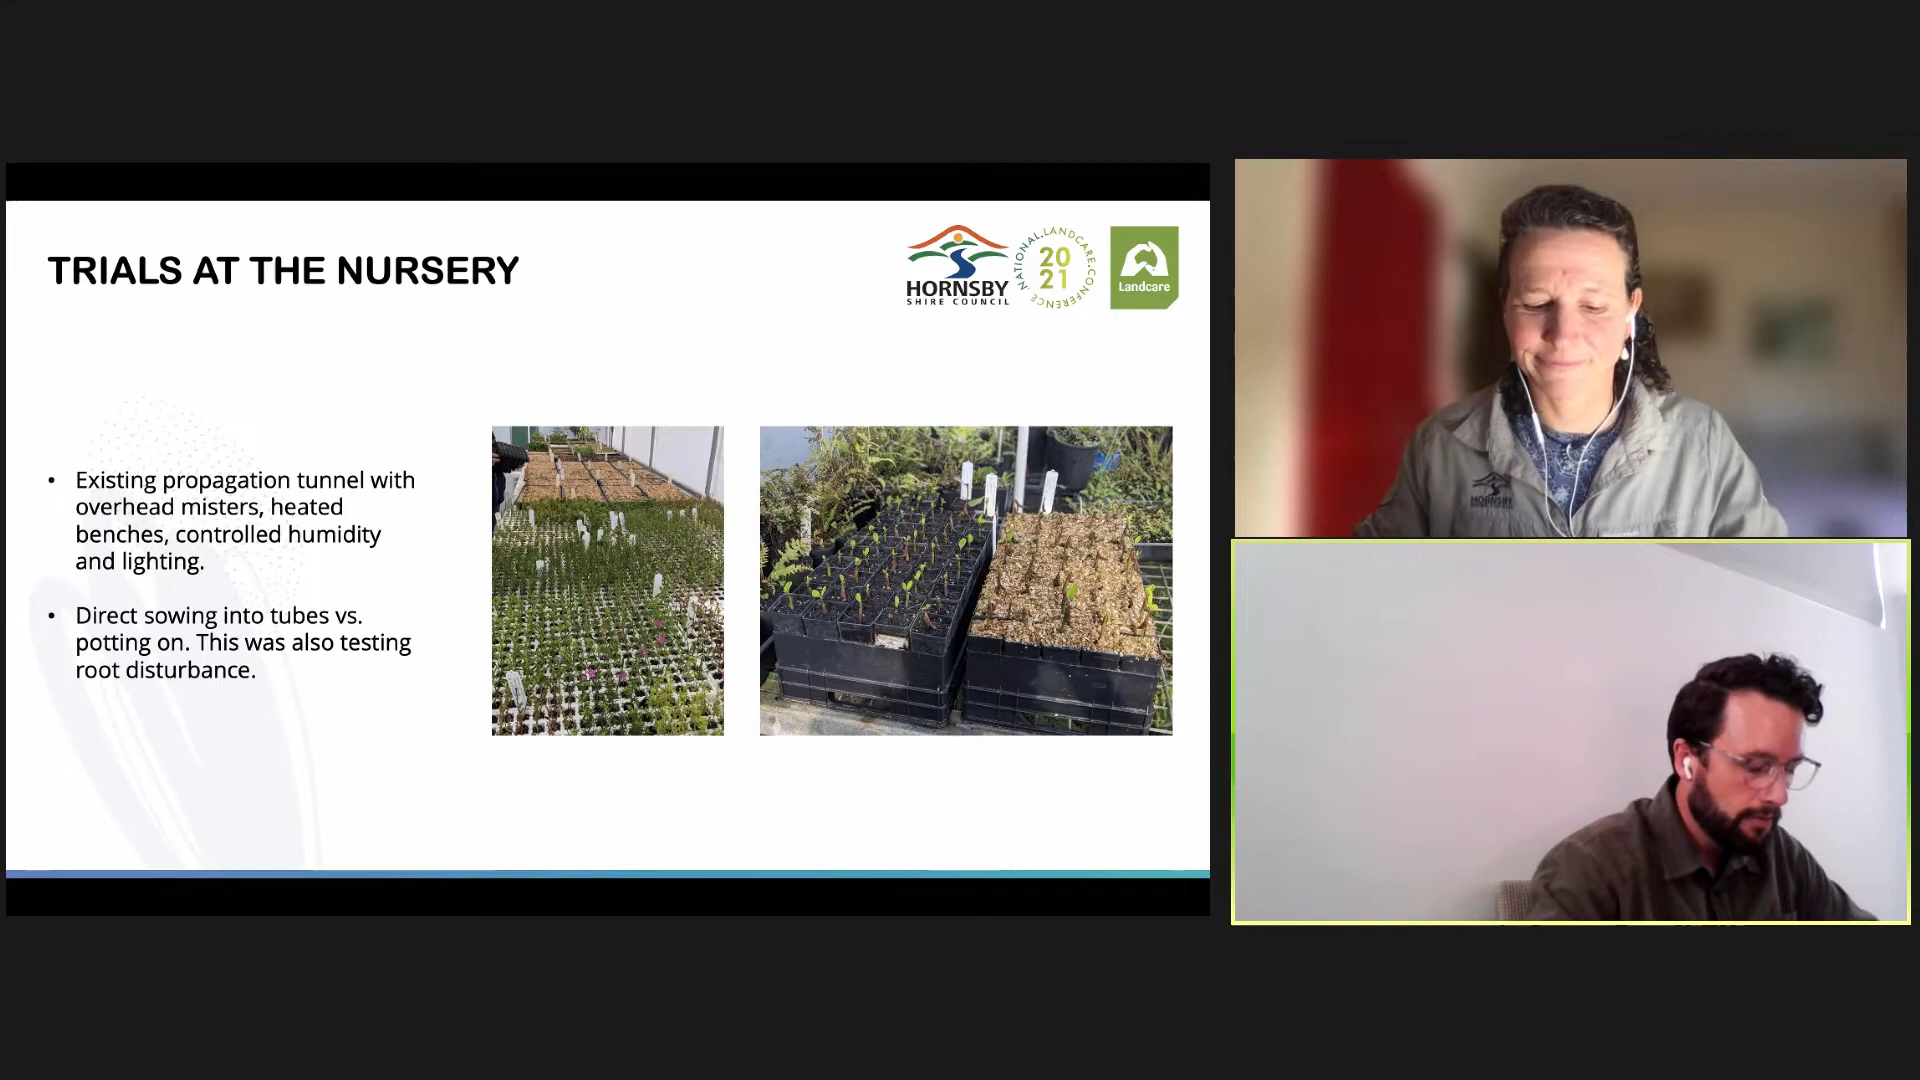 TRIALS AT THE NURSERY
HORNSBY
SHIRE COUNCIL
NATIONAL.LANDCARE.CONFERENCE
20
21
Landcare
• Existing propagation tunnel with
overhead misters, heated
benches, controlled humidity
and lighting.
• Direct sowing into tubes vs.
potting on. This was also testing
root disturbance.
HORNSBY